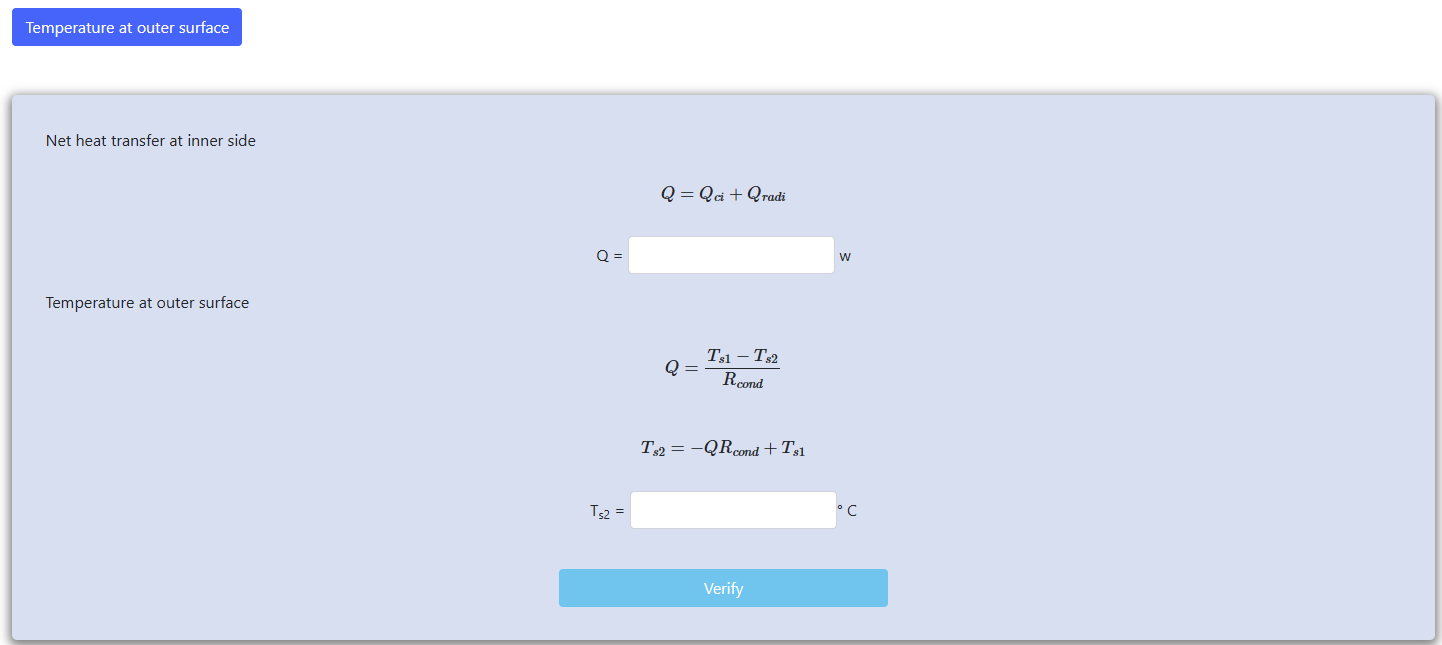 Temperature at outer surface
Net heat transfer at inner side
Q = Q_{ci} + Q_{radi}
Q = w
Temperature at outer surface
Q = \frac{T_{s1} - T_{s2}}{R_{cond}}
T_{s2} = -QR_{cond} + T_{s1}
T_{s2} = ° C
Verify